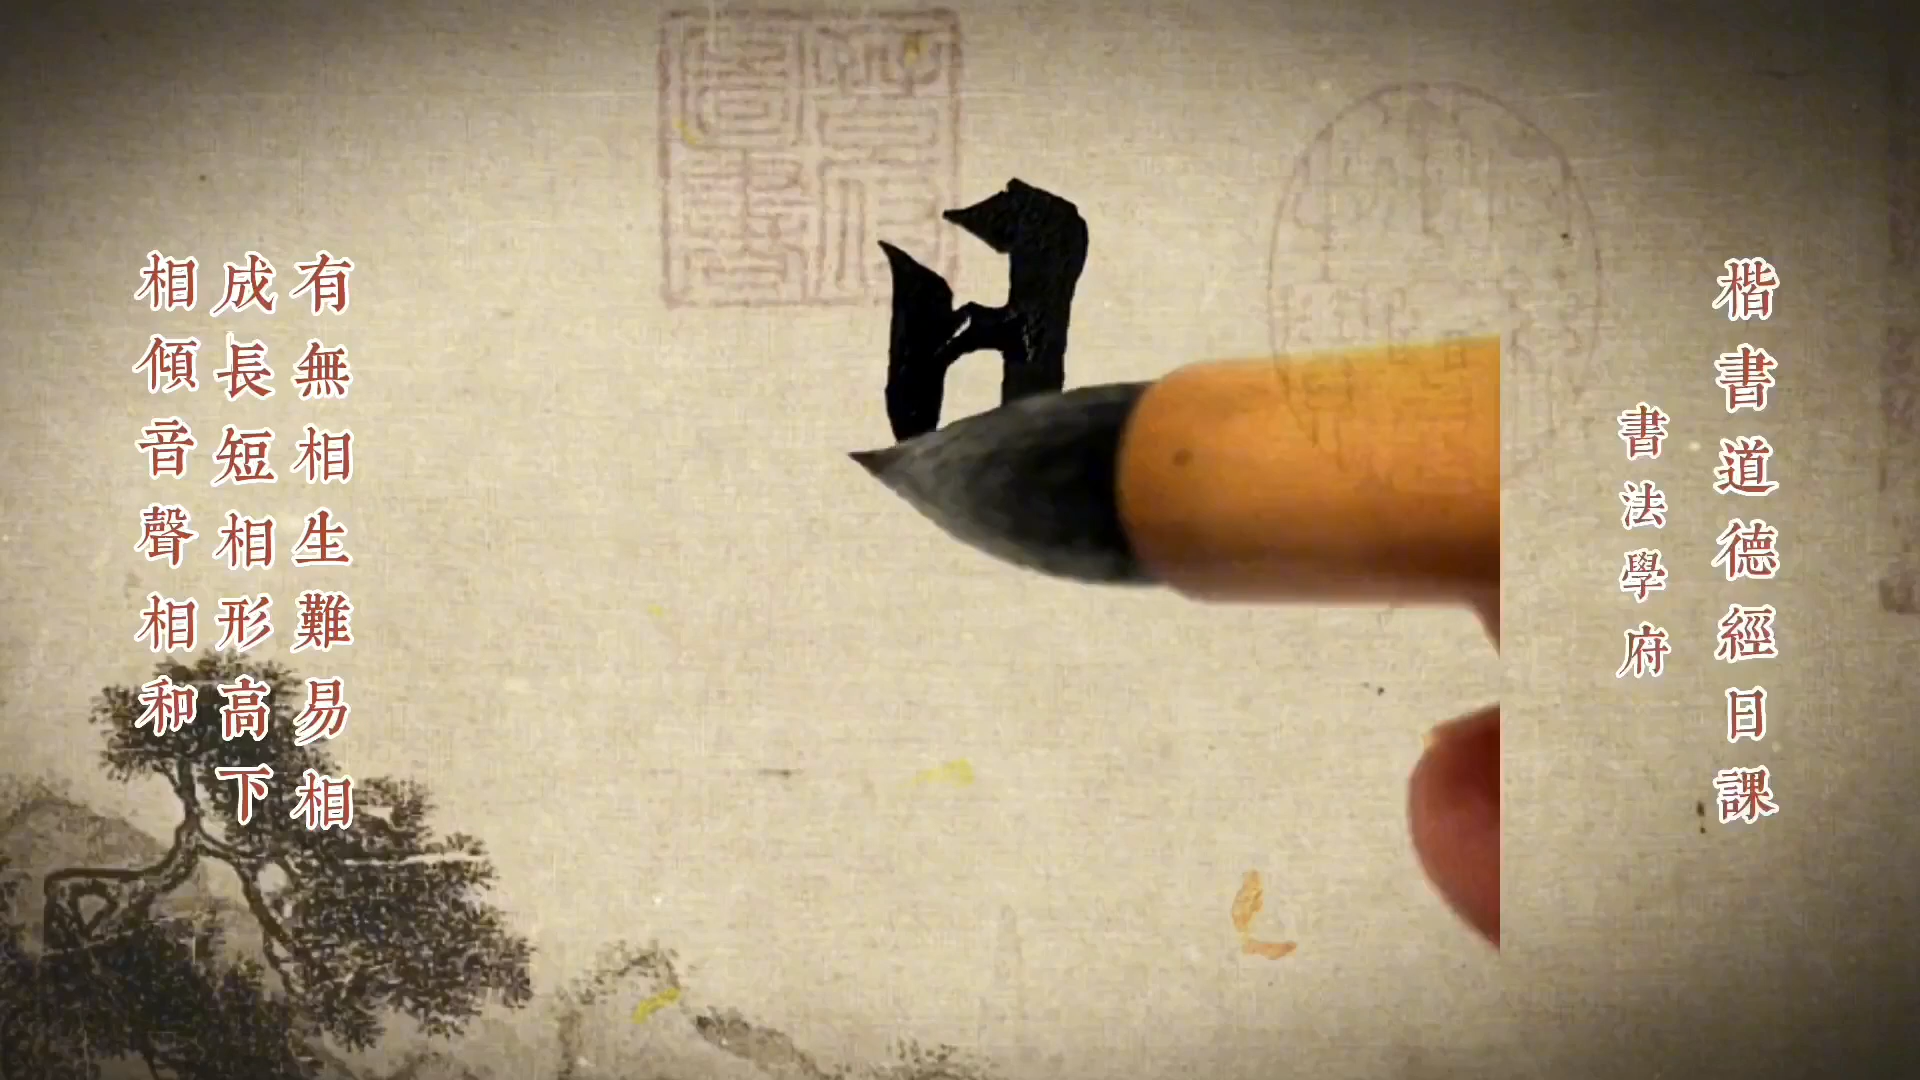 楷書道德經日課
書法學府
有無相生難易相
成長短相形高下
相傾音聲相和